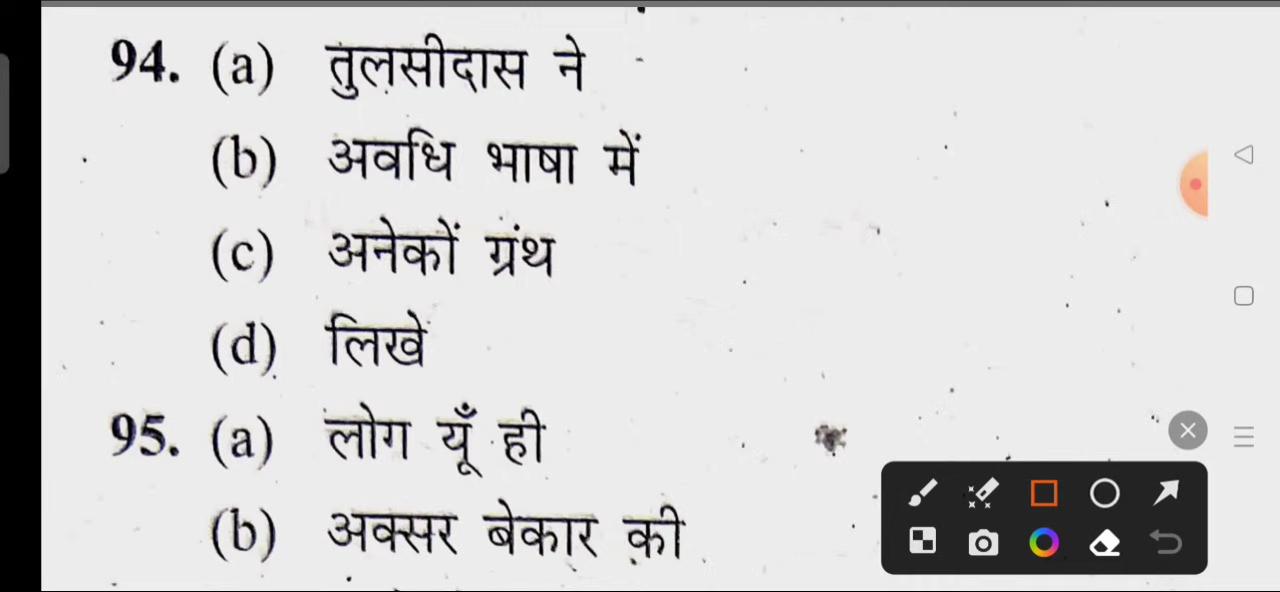 94. (a) तुलसीदास ने
(b) अवधि भाषा में
(c) अनेकों ग्रंथ
(d) लिखे
95. (a) लोग यूँ ही
(b) अक्सर बेकार की